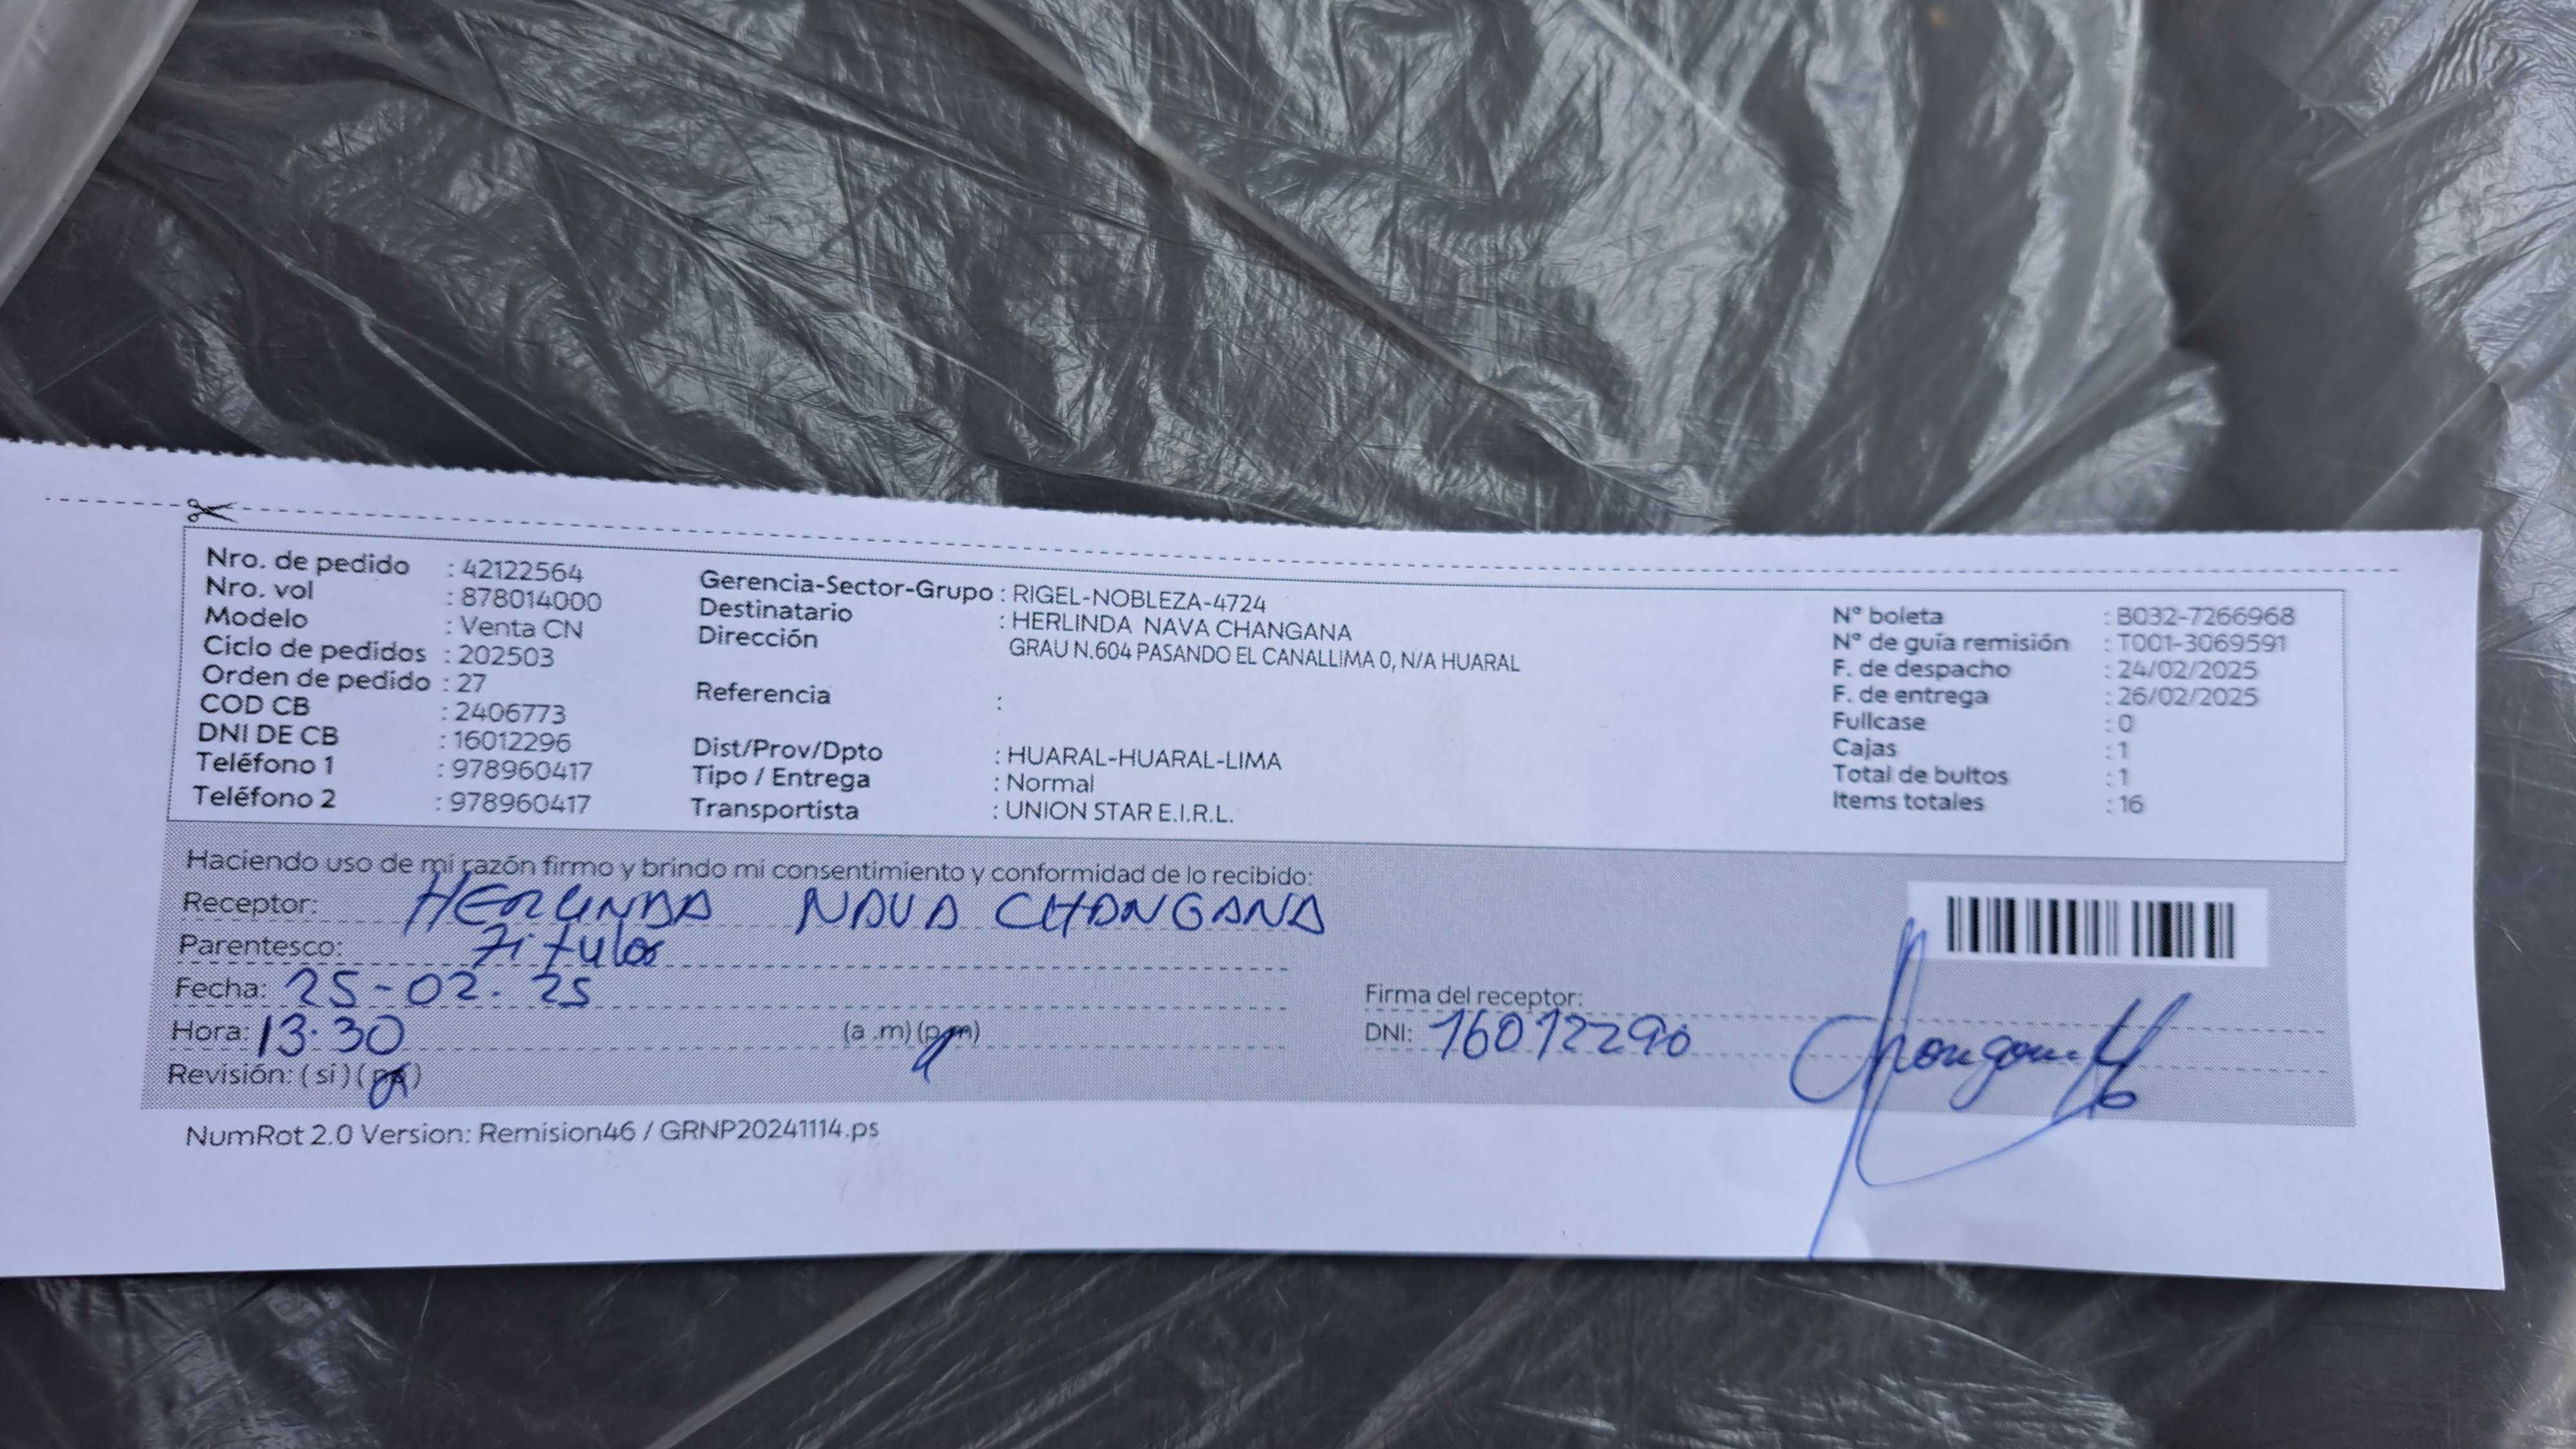 Nro. de pedido : 42122564
Nro. vol : 878014000
Modelo : Venta CN
Ciclo de pedidos : 202503
Orden de pedido : 27
COD CB : 2406773
DNI DE CB : 16012296
Teléfono 1 : 978960417
Teléfono 2 : 978960417
Gerencia-Sector-Grupo : RIGEL-NOBLEZA-4724
Destinatario : HERLINDA NAVA CHANGANA
Dirección GRAU N.604 PASANDO EL CANALLIMA 0, N/A HUARAL
Referencia :
Dist/Prov/Dpto : HUARAL-HUARAL-LIMA
Tipo / Entrega : Normal
Transportista : UNION STAR E.I.R.L.
N° boleta : B032-7266968
N° de guía remisión : T001-3069591
F. de despacho : 24/02/2025
F. de entrega : 26/02/2025
Fullcase : 0
Cajas : 1
Total de bultos : 1
Items totales : 16
Haciendo uso de mi razón firmo y brindo mi consentimiento y conformidad de lo recibido:
Receptor: HERLINDA NAVA CHANGANA
Parentesco: Titular
Fecha: 25-02-25
Hora: 13:30 (a .m) (p.m)
Revisión: ( si ) ( no )
Firma del receptor:
DNI: 16012296
NumRot 2.0 Version: Remision46 / GRNP20241114.ps